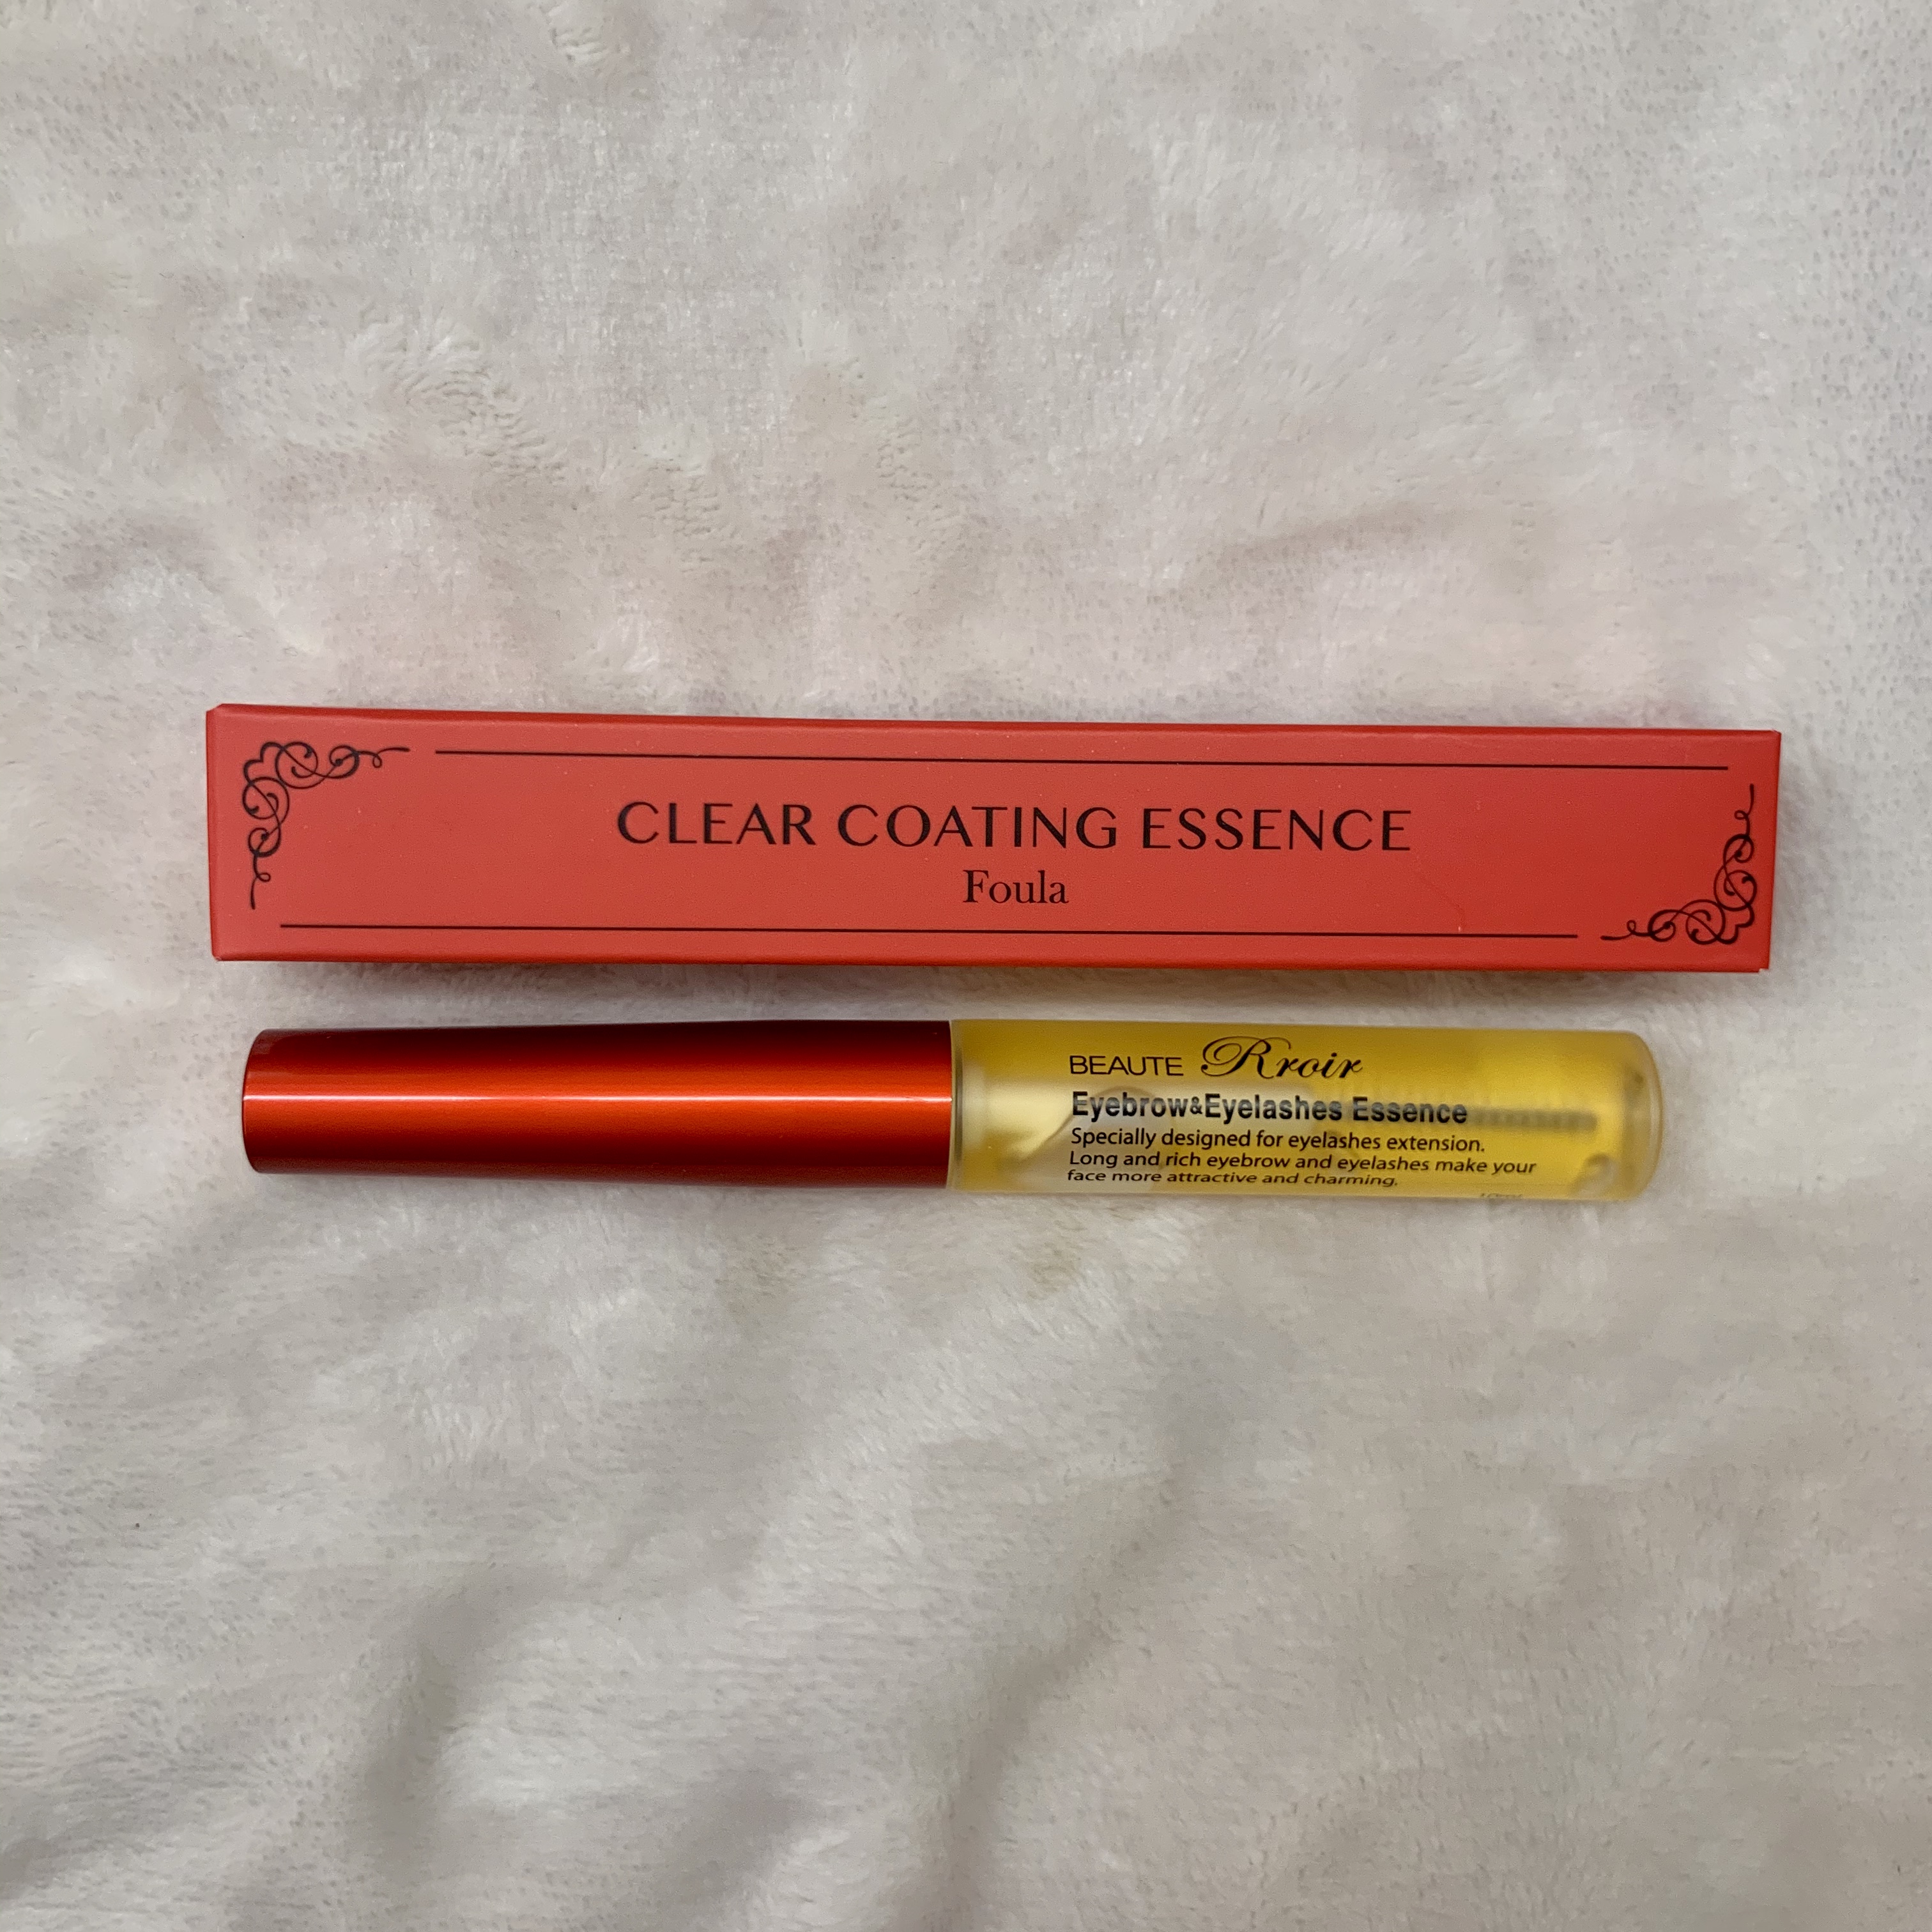 CLEAR COATING ESSENCE
Foula
BEAUTE Rroir
Eyebrow&Eyelashes Essence
Specially designed for eyelashes extension.
Long and rich eyebrow and eyelashes make your
face more attractive and charming.